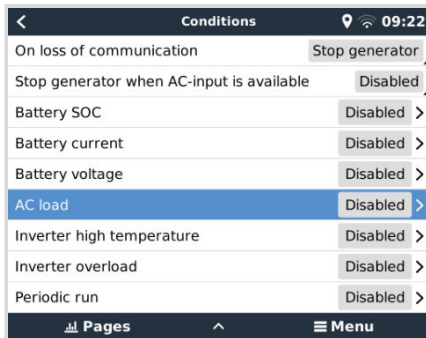 Conditions 09:22
On loss of communication Stop generator
Stop generator when AC-input is available Disabled
Battery SOC Disabled
Battery current Disabled
Battery voltage Disabled
AC load Disabled
Inverter high temperature Disabled
Inverter overload Disabled
Periodic run Disabled
Pages Menu